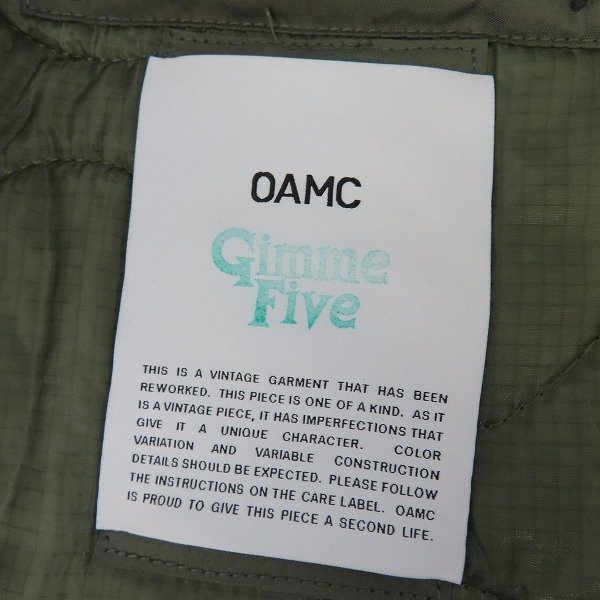 OAMC
Gimme
Five
THIS IS A VINTAGE GARMENT THAT HAS BEEN
REWORKED. THIS PIECE IS ONE OF A KIND. AS IT
IS A VINTAGE PIECE, IT HAS IMPERFECTIONS THAT
GIVE IT A UNIQUE CHARACTER. COLOR
VARIATION AND VARIABLE CONSTRUCTION
DETAILS SHOULD BE EXPECTED. PLEASE FOLLOW
THE INSTRUCTIONS ON THE CARE LABEL. OAMC
IS PROUD TO GIVE THIS PIECE A SECOND LIFE.